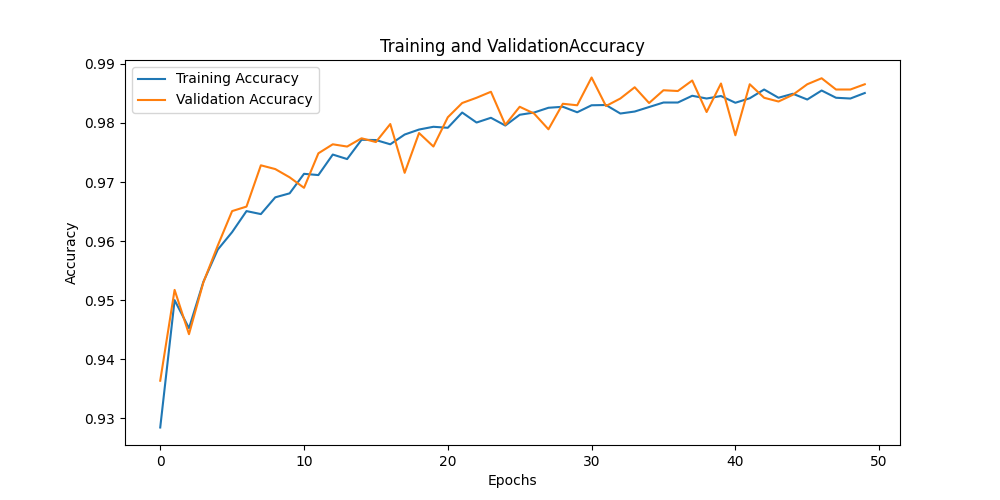 Training and ValidationAccuracy
Training Accuracy
Validation Accuracy
0.99
0.98
0.97
0.96
0.95
0.94
0.93
Accuracy
0 10 20 30 40 50
Epochs